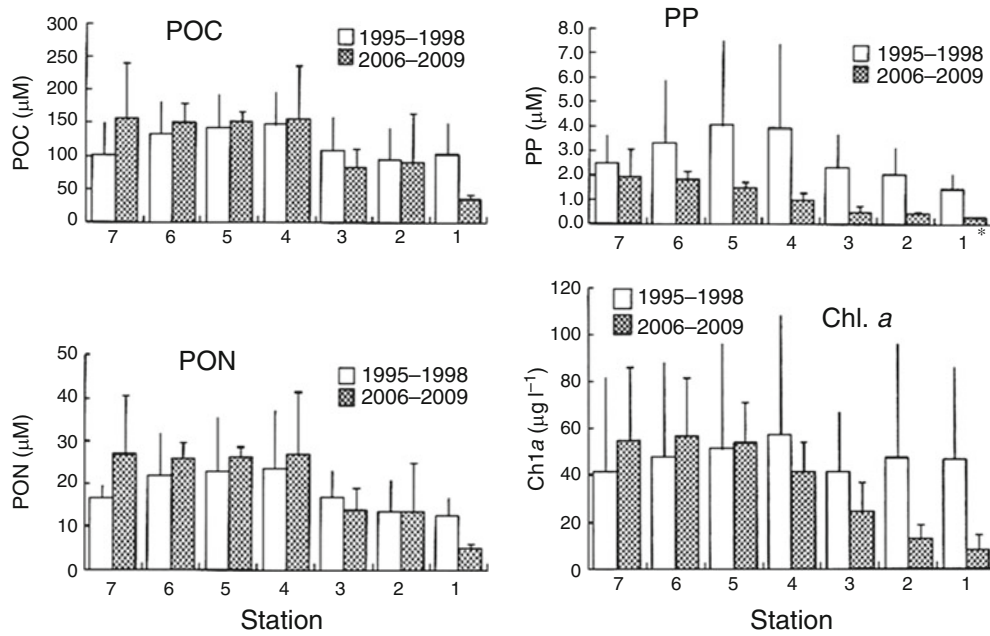 POC
300
250
200
150
100
50
0
POC (μM)
1995–1998
2006–2009
7 6 5 4 3 2 1
PP
8.0
7.0
6.0
5.0
4.0
3.0
2.0
1.0
0.0
PP (μM)
1995–1998
2006–2009
7 6 5 4 3 2 1 *
PON
50
40
30
20
10
0
PON (μM)
1995–1998
2006–2009
7 6 5 4 3 2 1
Station
Chl. a
120
100
80
60
40
20
0
Ch1a (μg l⁻¹)
1995–1998
2006–2009
7 6 5 4 3 2 1
Station